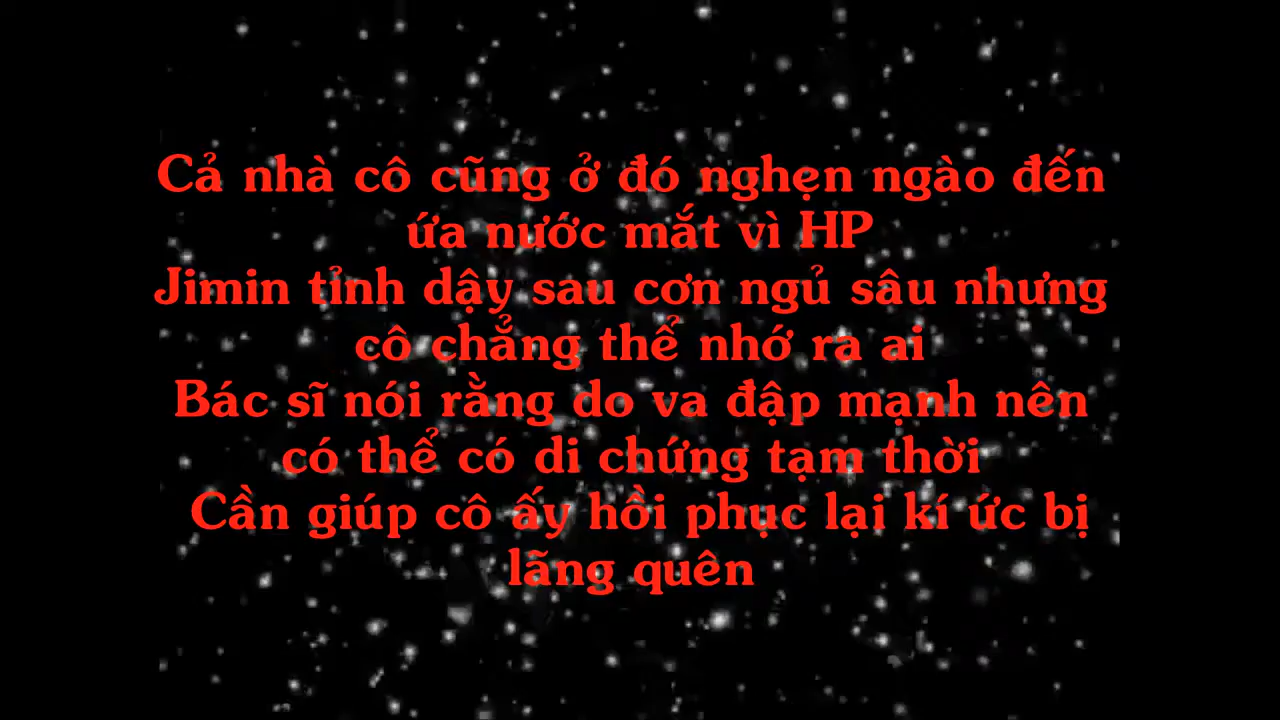 Cả nhà cô cũng ở đó nghẹn ngào đến
ứa nước mắt vì HP
Jimin tỉnh dậy sau cơn ngủ sâu nhưng
cô chẳng thể nhớ ra ai
Bác sĩ nói rằng do va đập mạnh nên
có thể có di chứng tạm thời
Cần giúp cô ấy hồi phục lại kí ức bị
lãng quên